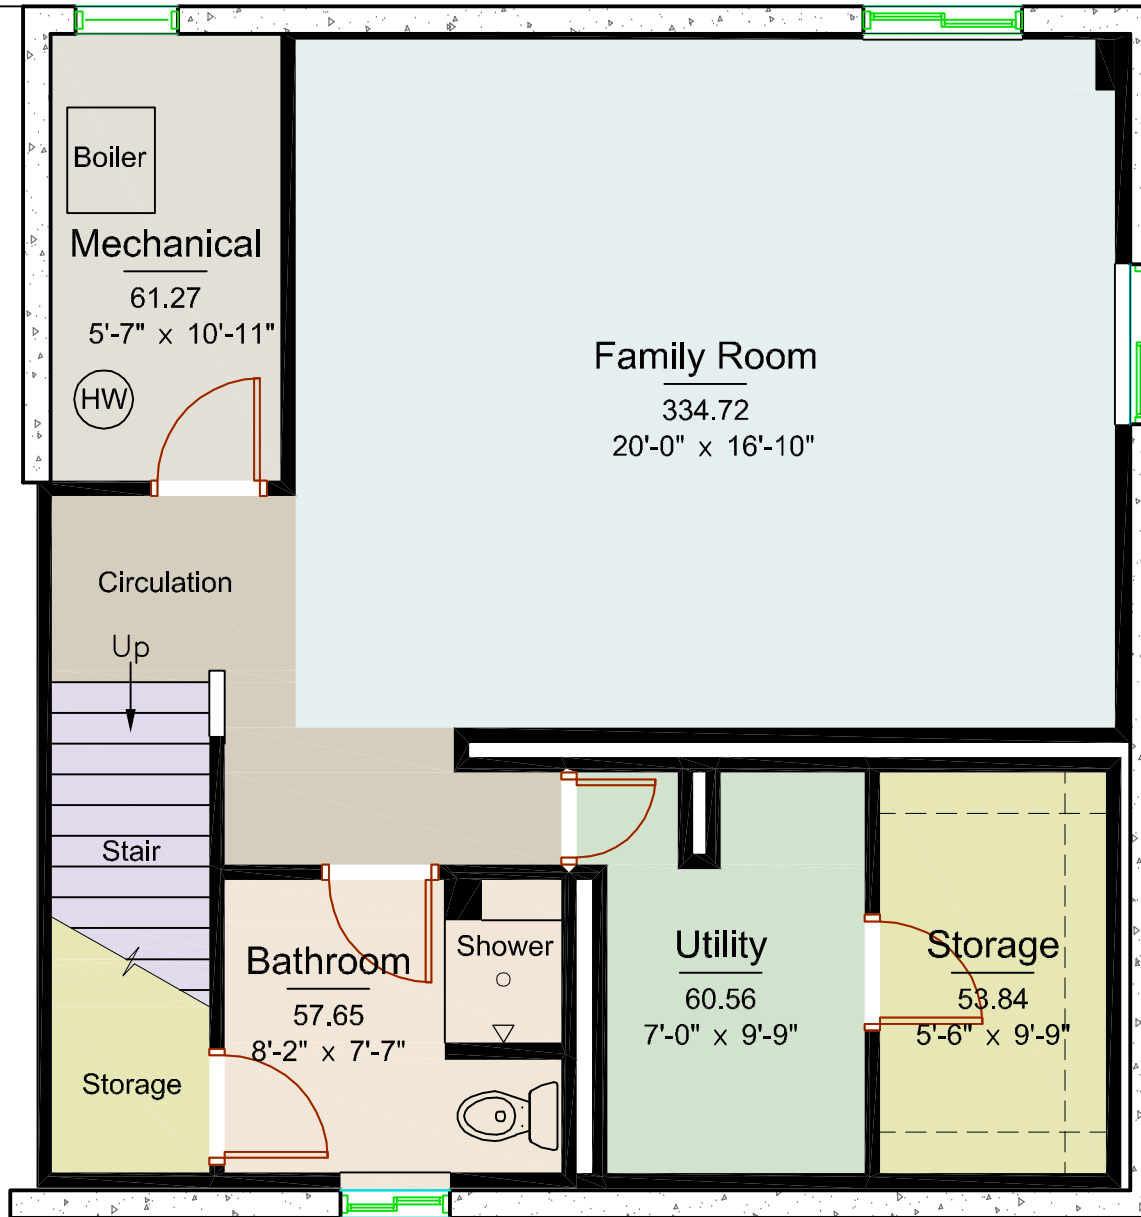 Boiler
Mechanical
61.27
5'-7" x 10'-11"
HW
Family Room
334.72
20'-0" x 16'-10"
Circulation
Up
Stair
Storage
Bathroom
57.65
8'-2" x 7'-7"
Shower
Utility
60.56
7'-0" x 9'-9"
Storage
53.84
5'-6" x 9'-9"